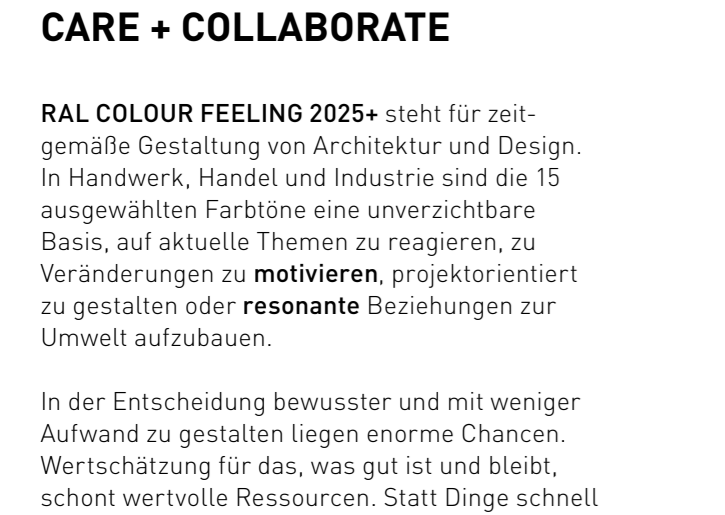 CARE + COLLABORATE
RAL COLOUR FEELING 2025+ steht für zeit-
gemäße Gestaltung von Architektur und Design.
In Handwerk, Handel und Industrie sind die 15
ausgewählten Farbtöne eine unverzichtbare
Basis, auf aktuelle Themen zu reagieren, zu
Veränderungen zu motivieren, projektorientiert
zu gestalten oder resonante Beziehungen zur
Umwelt aufzubauen.
In der Entscheidung bewusster und mit weniger
Aufwand zu gestalten liegen enorme Chancen.
Wertschätzung für das, was gut ist und bleibt,
schont wertvolle Ressourcen. Statt Dinge schnell